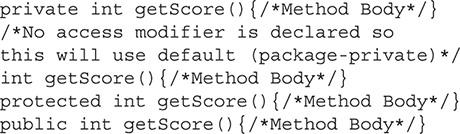 private int getScore(){/*Method Body*/}
/*No access modifier is declared so
this will use default (package-private)*/
int getScore(){/*Method Body*/}
protected int getScore(){/*Method Body*/}
public int getScore(){/*Method Body*/}